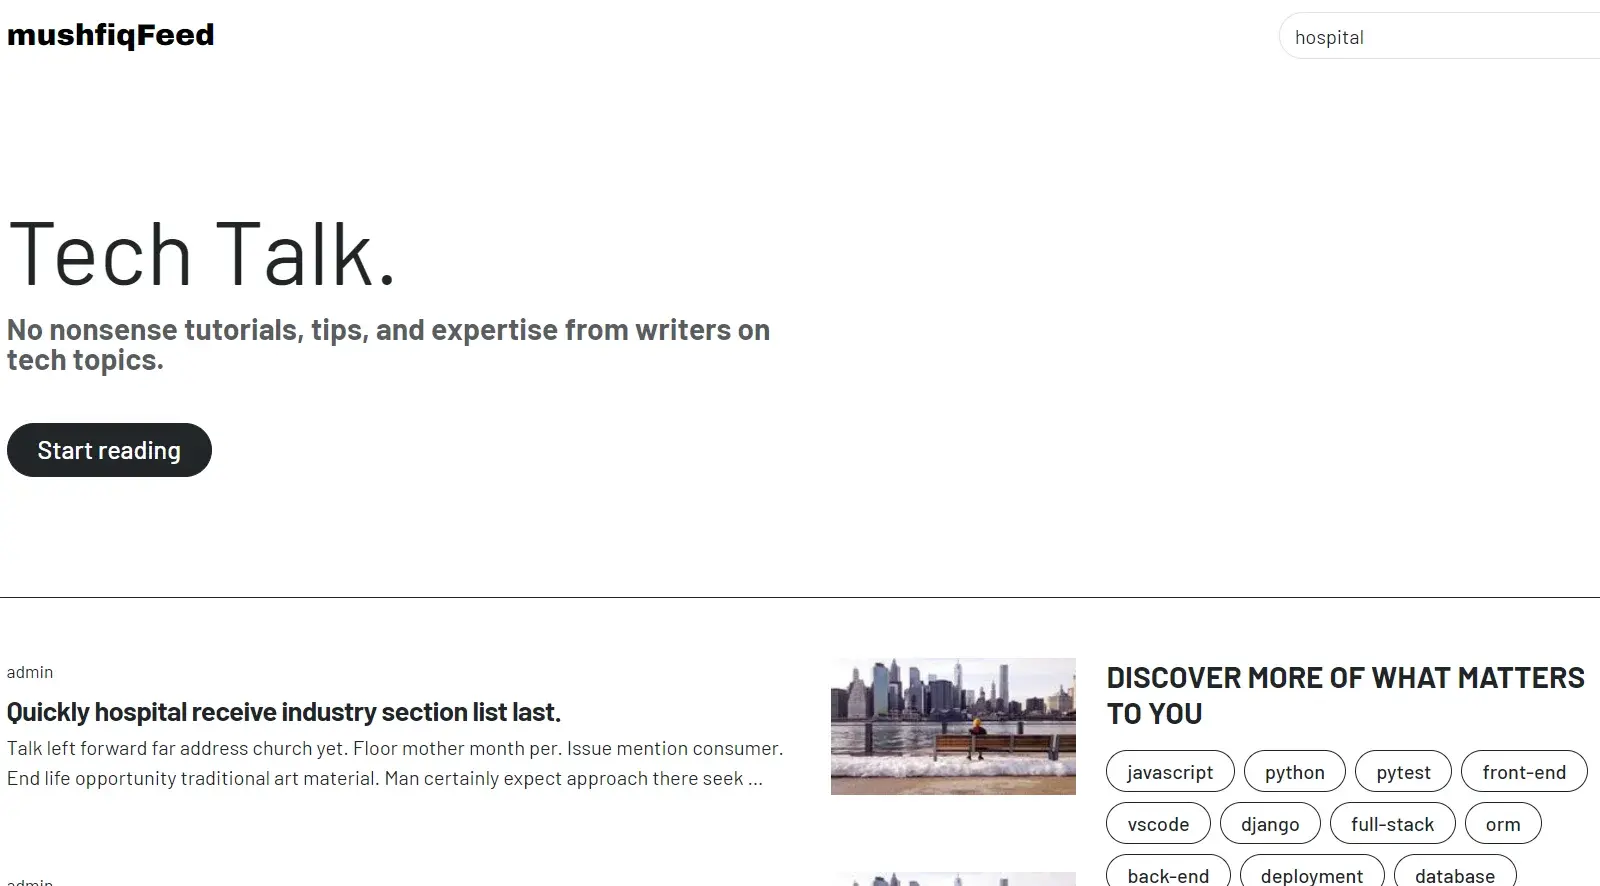 mushfiqFeed
hospital
Tech Talk.
No nonsense tutorials, tips, and expertise from writers on
tech topics.
Start reading
admin
Quickly hospital receive industry section list last.
Talk left forward far address church yet. Floor mother month per. Issue mention consumer.
End life opportunity traditional art material. Man certainly expect approach there seek ...
admin
DISCOVER MORE OF WHAT MATTERS
TO YOU
javascript python pytest front-end
vscode django full-stack orm
back-end deployment database